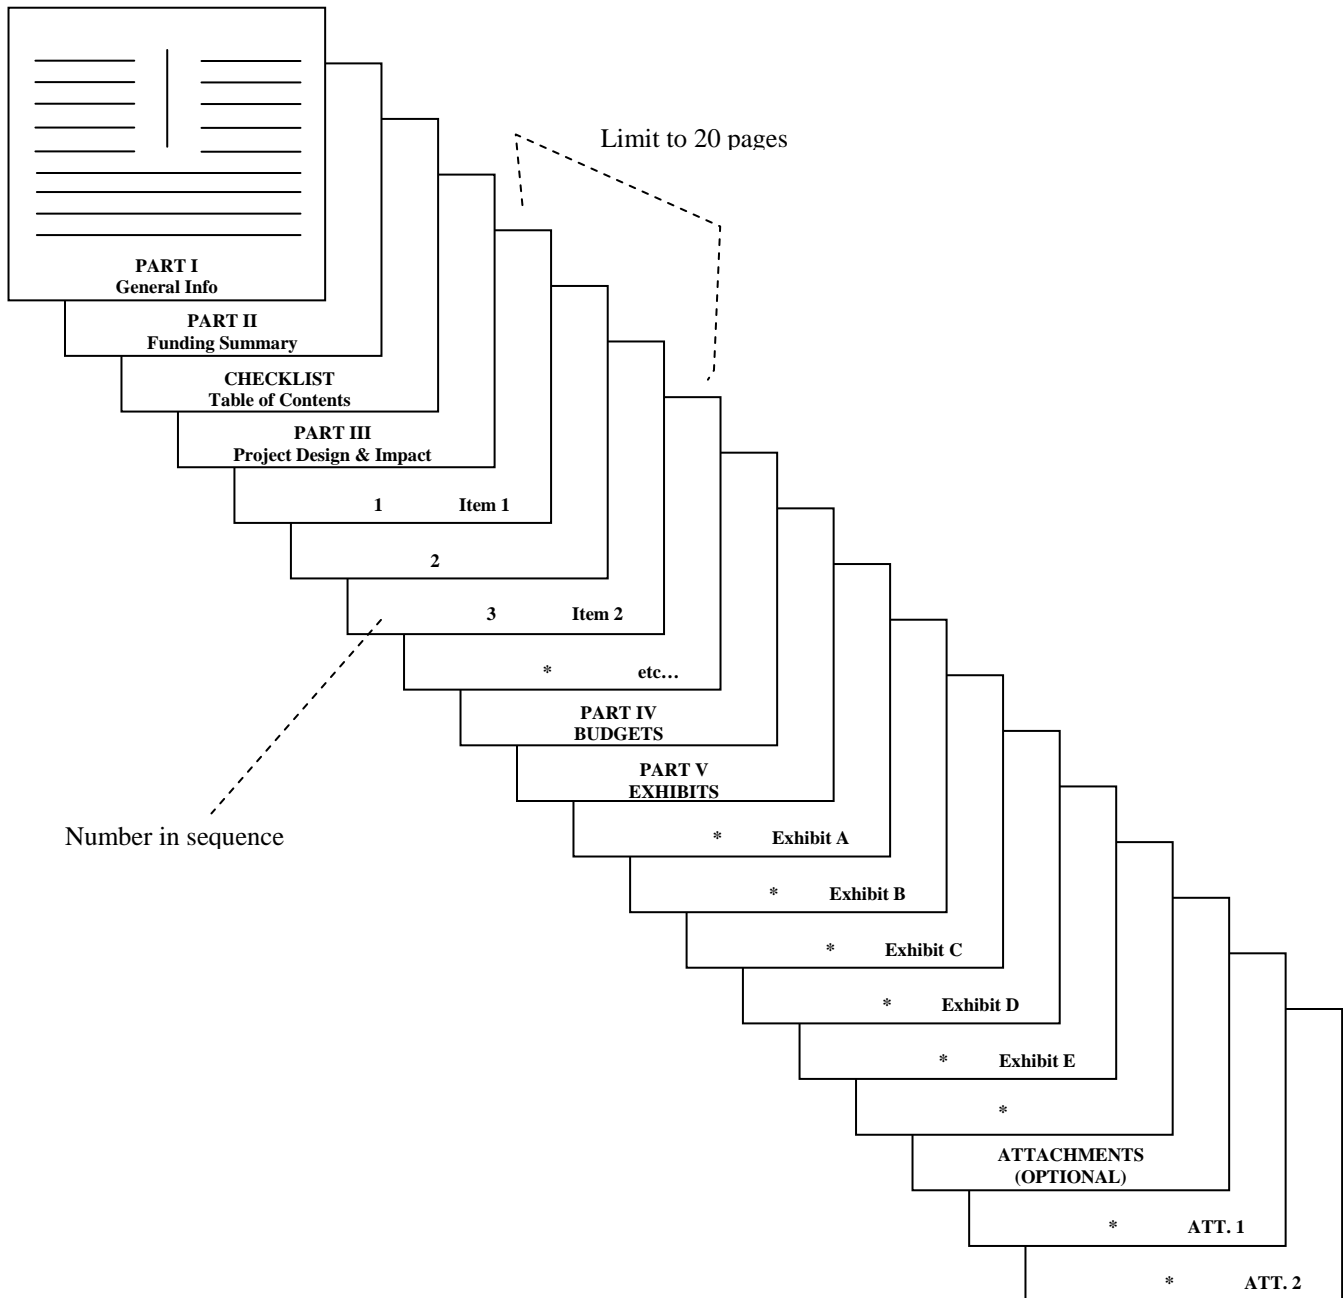 Limit to 20 pages
PART I
General Info
PART II
Funding Summary
CHECKLIST
Table of Contents
PART III
Project Design & Impact
1 Item 1
2
3 Item 2
* etc…
PART IV
BUDGETS
PART V
EXHIBITS
Number in sequence
* Exhibit A
* Exhibit B
* Exhibit C
* Exhibit D
* Exhibit E
*
ATTACHMENTS
(OPTIONAL)
* ATT. 1
* ATT. 2